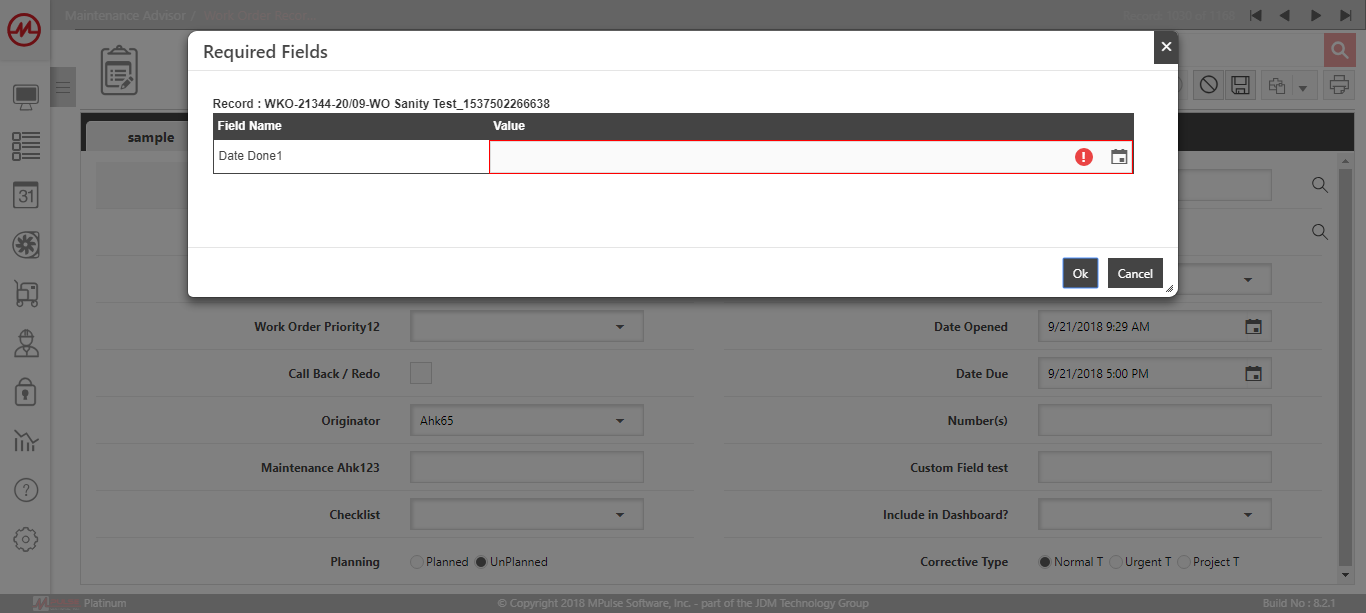 Maintenance Advisor / Work Order Repair
Required Fields
Record : WKO-21344-20/09-WO Sanity Test_1537502266638
Field Name Value
Date Done1
Ok Cancel
sample
31
Work Order Priority12
Date Opened 9/21/2018 9:29 AM
Call Back / Redo
Date Due 9/21/2018 5:00 PM
Originator Ahk65
Number(s)
Maintenance Ahk123
Custom Field test
Checklist
Include in Dashboard?
Planning Planned UnPlanned
Corrective Type Normal T Urgent T Project T
Platinum
© Copyright 2018 MPulse Software, Inc. - part of the JDM Technology Group
Build No : 8.2.1